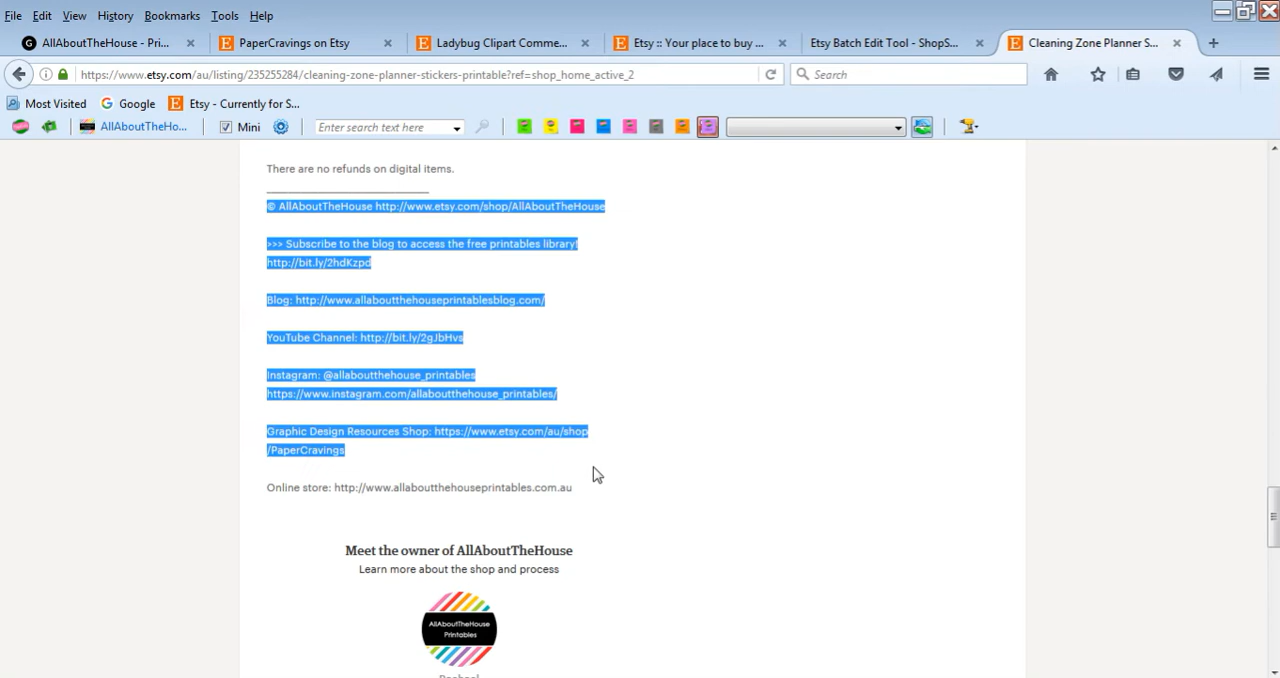 File Edit View History Bookmarks Tools Help
AllAboutTheHouse - Pri...
PaperCravings on Etsy
Ladybug Clipart Comme...
Etsy :: Your place to buy ...
Etsy Batch Edit Tool - ShopS...
Cleaning Zone Planner S...
https://www.etsy.com/au/listing/235255284/cleaning-zone-planner-stickers-printable?ref=shop_home_active_2
Search
Most Visited Google Etsy - Currently for S...
AllAboutTheHo... Mini Enter search text here
There are no refunds on digital items.
© AllAboutTheHouse http://www.etsy.com/shop/AllAboutTheHouse
>>> Subscribe to the blog to access the free printables library!
http://bit.ly/2hdKzpd
Blog: http://www.allaboutthehouseprintablesblog.com/
YouTube Channel: http://bit.ly/2gJbHvs
Instagram: @allaboutthehouse_printables
https://www.instagram.com/allaboutthehouse_printables/
Graphic Design Resources Shop: https://www.etsy.com/au/shop
/PaperCravings
Online store: http://www.allaboutthehouseprintables.com.au
Meet the owner of AllAboutTheHouse
Learn more about the shop and process
AllAboutTheHouse
Printables